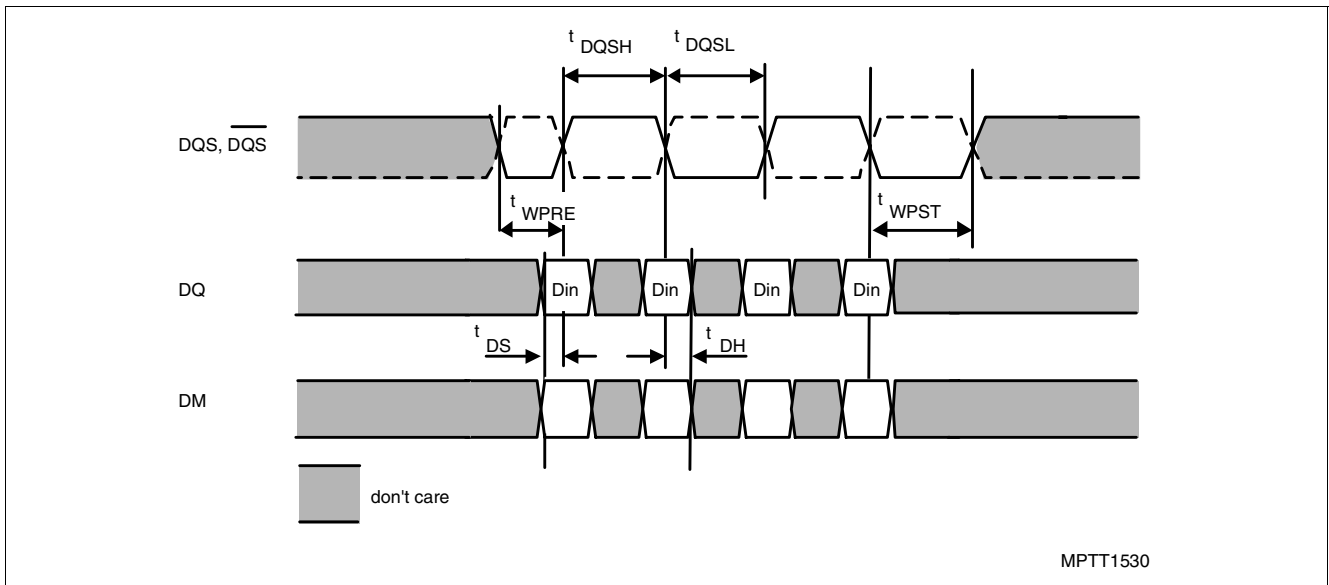 t DQSH
t DQSL
DQS, DQS
t WPRE
t WPST
DQ
Din
Din
Din
Din
t DS
t DH
DM
don't care
MPTT1530